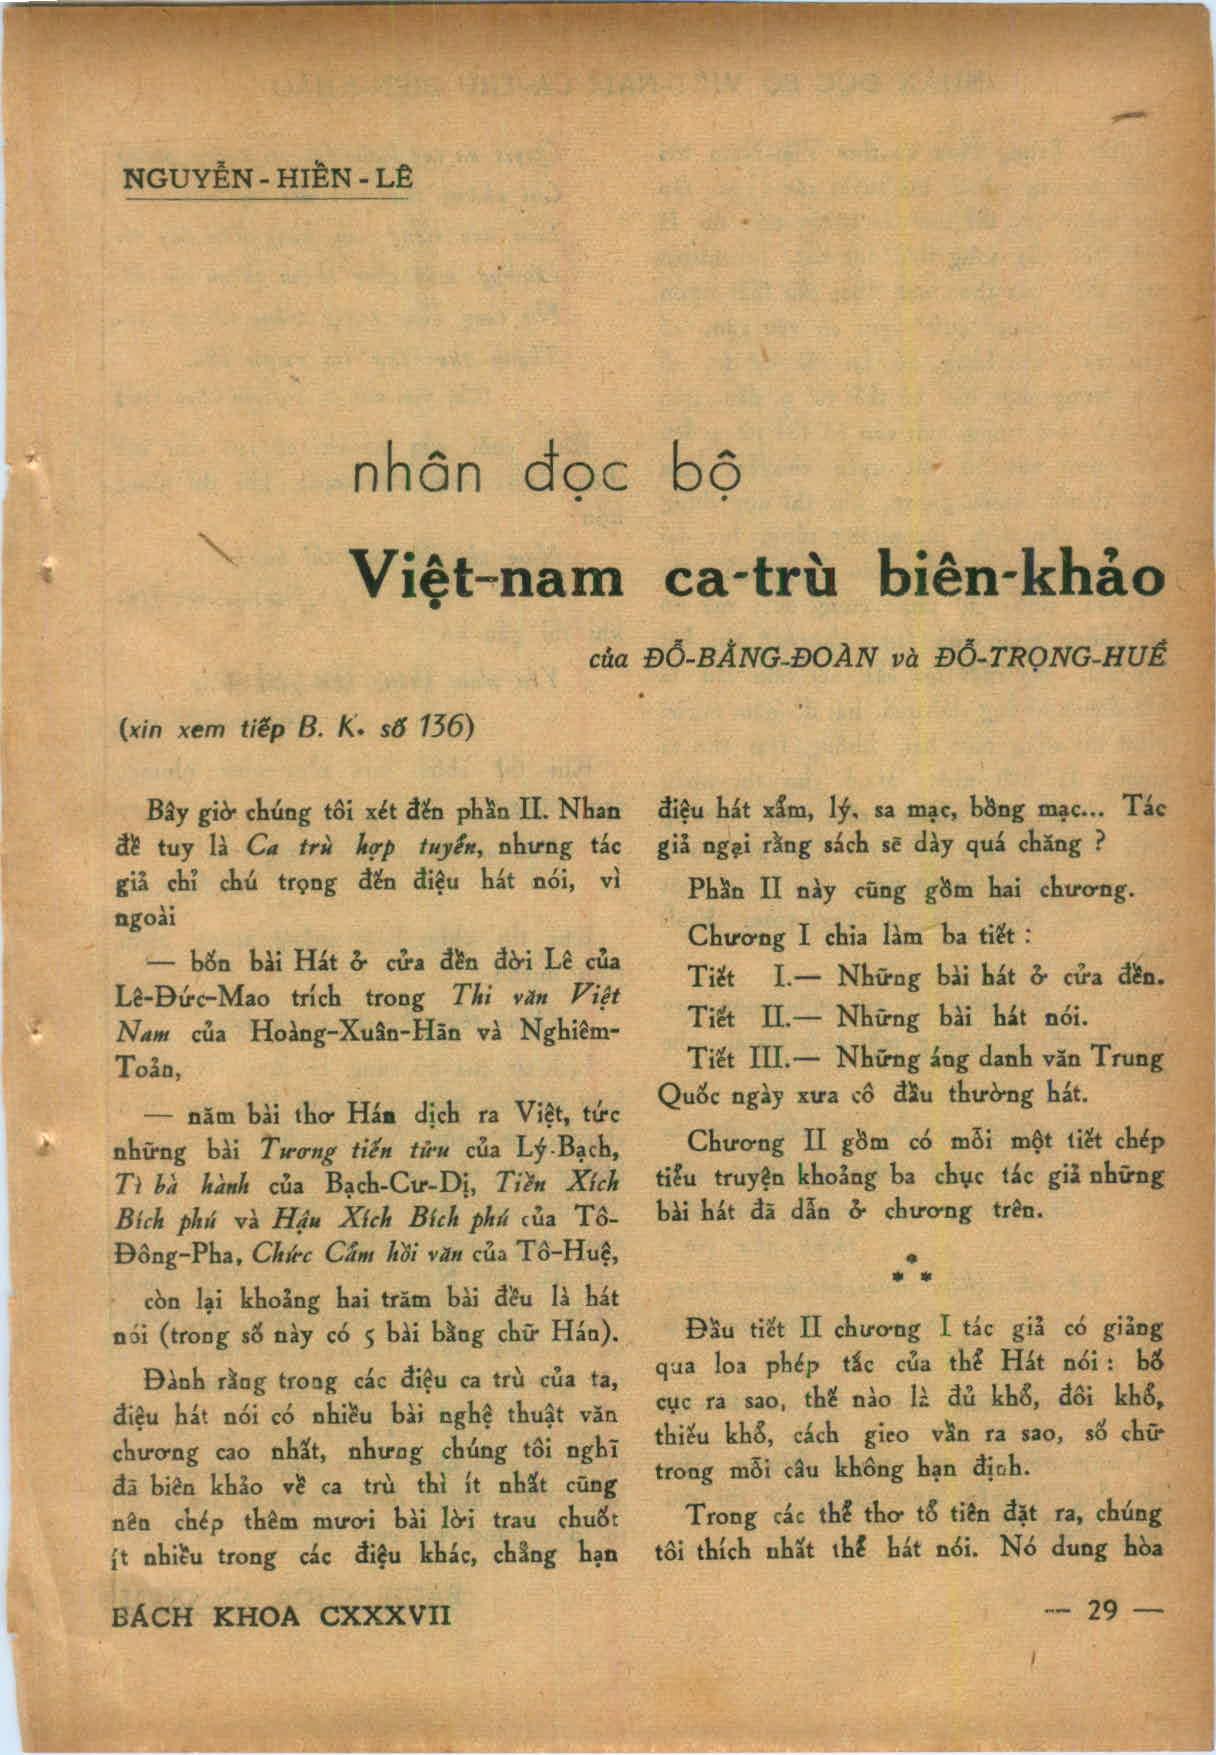 NGUYỄN - HIẾN - LÊ
nhân đọc bộ
Việt-nam ca-trù biên-khảo
của ĐỖ-BẰNG-ĐOÀN và ĐỖ-TRỌNG-HUỀ
(xin xem tiếp B. K. số 136)
Bây giờ chúng tôi xét đến phần II. Nhan
đề tuy là Ca trù hợp tuyển, nhưng tác
giả chỉ chú trọng đến điệu hát nói, vì
ngoài
— bốn bài Hát ở cửa đền đời Lê của
Lê-Đức-Mao trích trong Thi văn Việt
Nam của Hoàng-Xuân-Hãn và Nghiêm-
Toản,
— năm bài thơ Hán dịch ra Việt, tức
những bài Tương tiến tửu của Lý-Bạch,
Tì bà hành của Bạch-Cư-Dị, Tiền Xích
Bích phú và Hậu Xích Bích phú của Tô-
Đông-Pha, Chức Cẩm hồi văn của Tô-Huệ,
còn lại khoảng hai trăm bài đều là hát
nói (trong số này có 5 bài bằng chữ Hán).
Đành rằng trong các điệu ca trù của ta,
điệu hát nói có nhiều bài nghệ thuật văn
chương cao nhất, nhưng chúng tôi nghĩ
đã biên khảo về ca trù thì ít nhất cũng
nên chép thêm mươi bài lời trau chuốt
ít nhiều trong các điệu khác, chẳng hạn
điệu hát xẩm, lý, sa mạc, bồng mạc... Tác
giả ngại rằng sách sẽ dày quá chăng ?
Phần II này cũng gồm hai chương.
Chương I chia làm ba tiết :
Tiết I.— Những bài hát ở cửa đền.
Tiết II.— Những bài hát nói.
Tiết III.— Những áng danh văn Trung
Quốc ngày xưa cô đầu thường hát.
Chương II gồm có mỗi một tiết chép
tiểu truyện khoảng ba chục tác giả những
bài hát đã dẫn ở chương trên.
* * *
Đầu tiết II chương I tác giả có giảng
qua loa phép tắc của thể Hát nói : bố
cục ra sao, thế nào là đủ khổ, đôi khổ,
thiếu khổ, cách gieo vần ra sao, số chữ
trong mỗi câu không hạn định.
Trong các thể thơ tổ tiên đặt ra, chúng
tôi thích nhất thể hát nói. Nó dung hòa
BÁCH KHOA CXXXVII
— 29 —